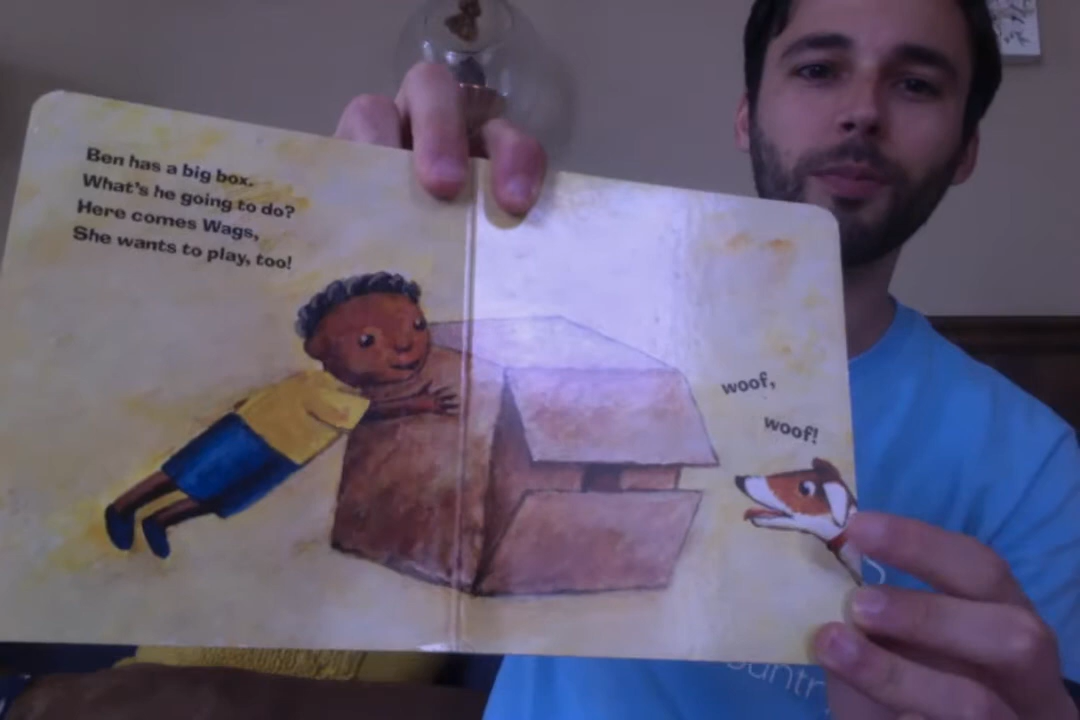 Ben has a big box.
What's he going to do?
Here comes Wags,
She wants to play, too!
woof,
woof!